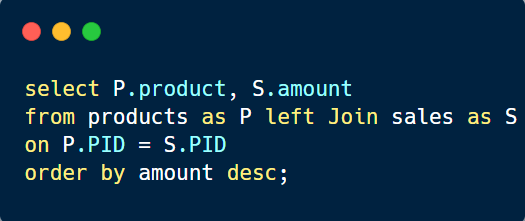 select P.product, S.amount
from products as P left Join sales as S
on P.PID = S.PID
order by amount desc;